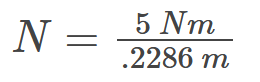 N = 5 Nm / .2286 m